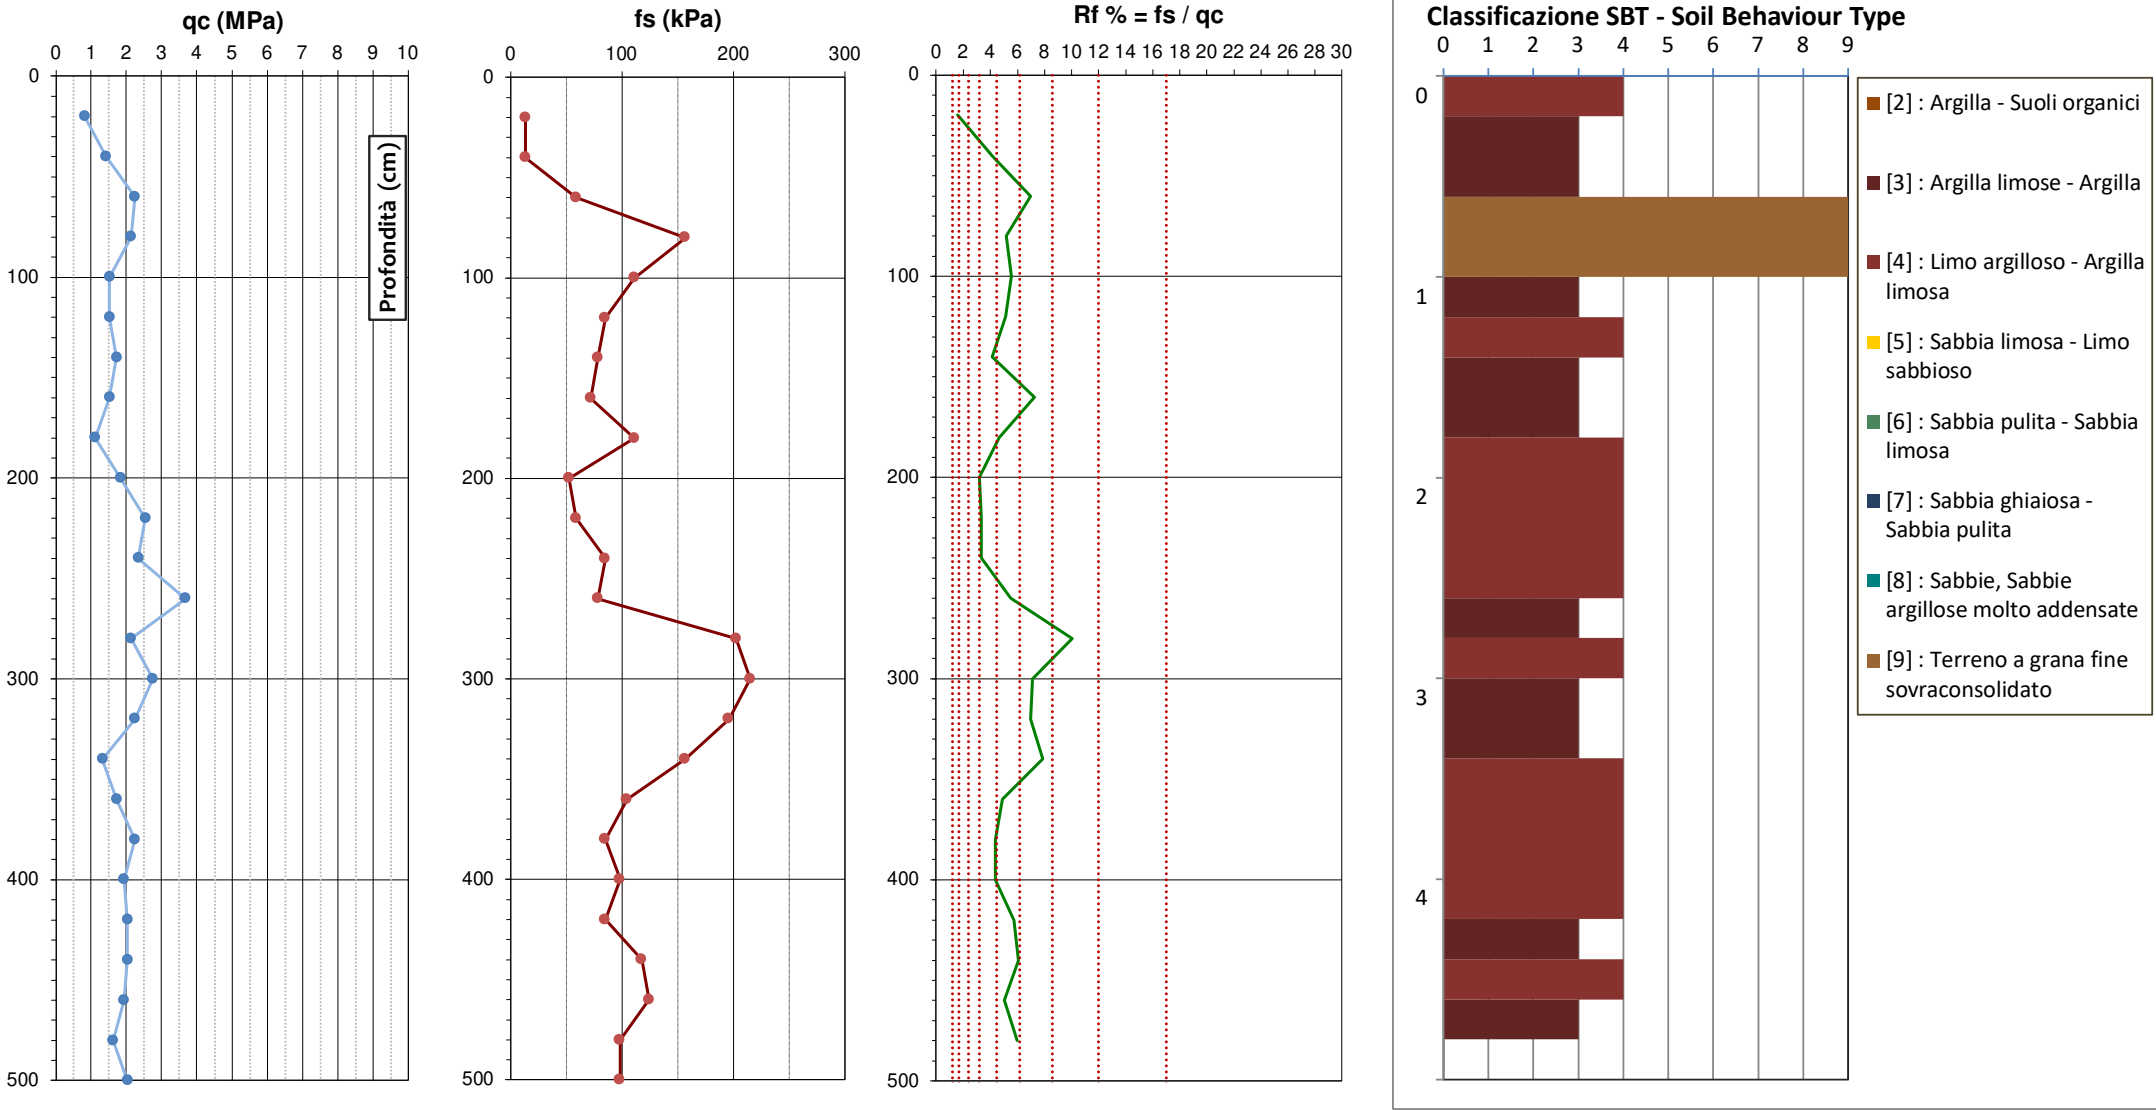 qc (MPa)
0 1 2 3 4 5 6 7 8 9 10
0
100
200
300
400
500
Profondità (cm)
fs (kPa)
0 100 200 300
0
100
200
300
400
500
Rf % = fs / qc
0 2 4 6 8 10 12 14 16 18 20 22 24 26 28 30
0
100
200
300
400
500
Classificazione SBT - Soil Behaviour Type
0 1 2 3 4 5 6 7 8 9
0
1
2
3
4
[2] : Argilla - Suoli organici
[3] : Argilla limose - Argilla
[4] : Limo argilloso - Argilla
limosa
[5] : Sabbia limosa - Limo
sabbioso
[6] : Sabbia pulita - Sabbia
limosa
[7] : Sabbia ghiaiosa -
Sabbia pulita
[8] : Sabbie, Sabbie
argillose molto addensate
[9] : Terreno a grana fine
sovraconsolidato